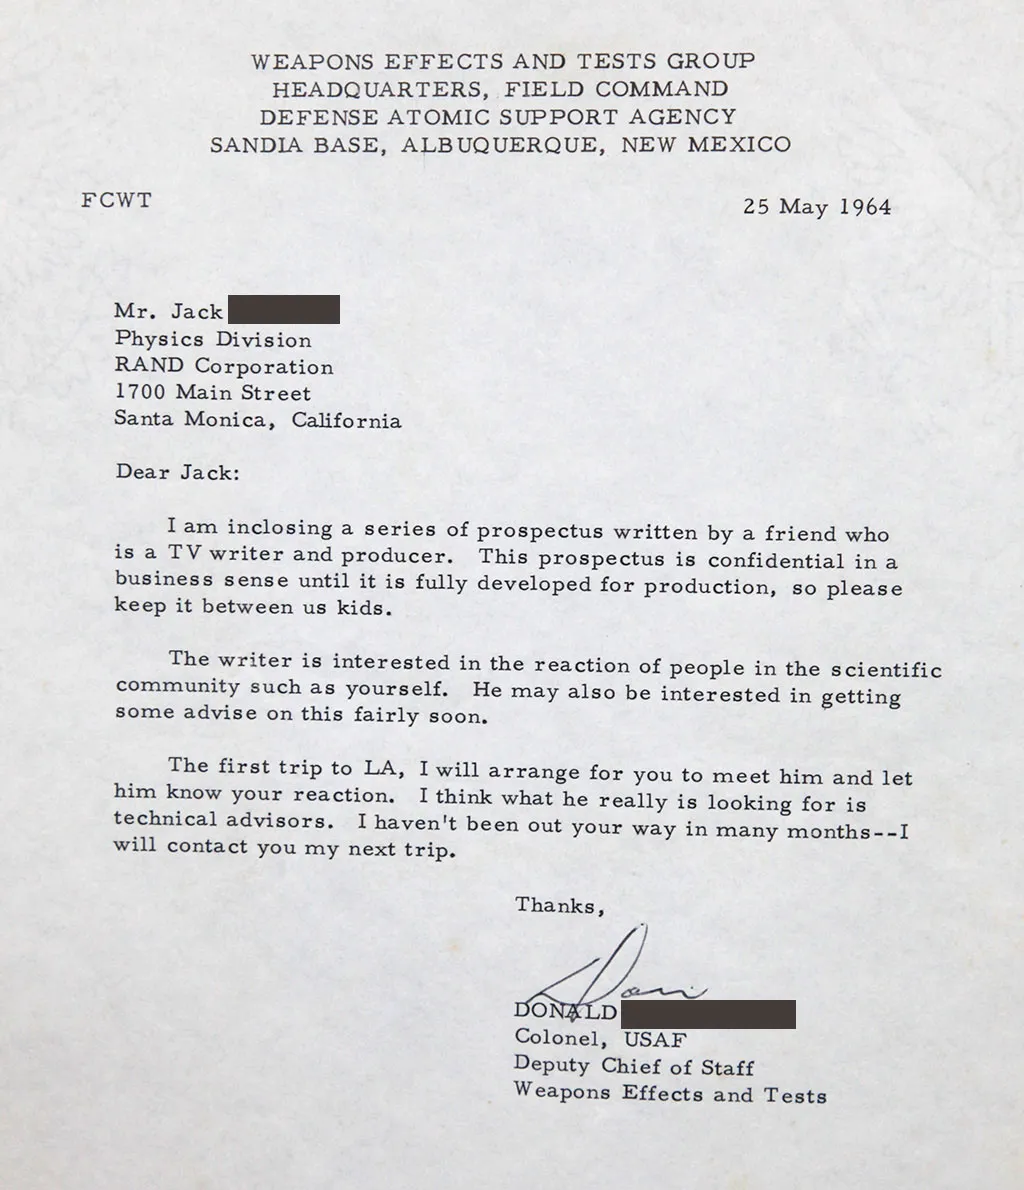 WEAPONS EFFECTS AND TESTS GROUP
HEADQUARTERS, FIELD COMMAND
DEFENSE ATOMIC SUPPORT AGENCY
SANDIA BASE, ALBUQUERQUE, NEW MEXICO
FCWT
25 May 1964
Mr. Jack
Physics Division
RAND Corporation
1700 Main Street
Santa Monica, California
Dear Jack:
I am inclosing a series of prospectus written by a friend who
is a TV writer and producer. This prospectus is confidential in a
business sense until it is fully developed for production, so please
keep it between us kids.
The writer is interested in the reaction of people in the scientific
community such as yourself. He may also be interested in getting
some advise on this fairly soon.
The first trip to LA, I will arrange for you to meet him and let
him know your reaction. I think what he really is looking for is
technical advisors. I haven't been out your way in many months--I
will contact you my next trip.
Thanks,
Don
DONALD
Colonel, USAF
Deputy Chief of Staff
Weapons Effects and Tests